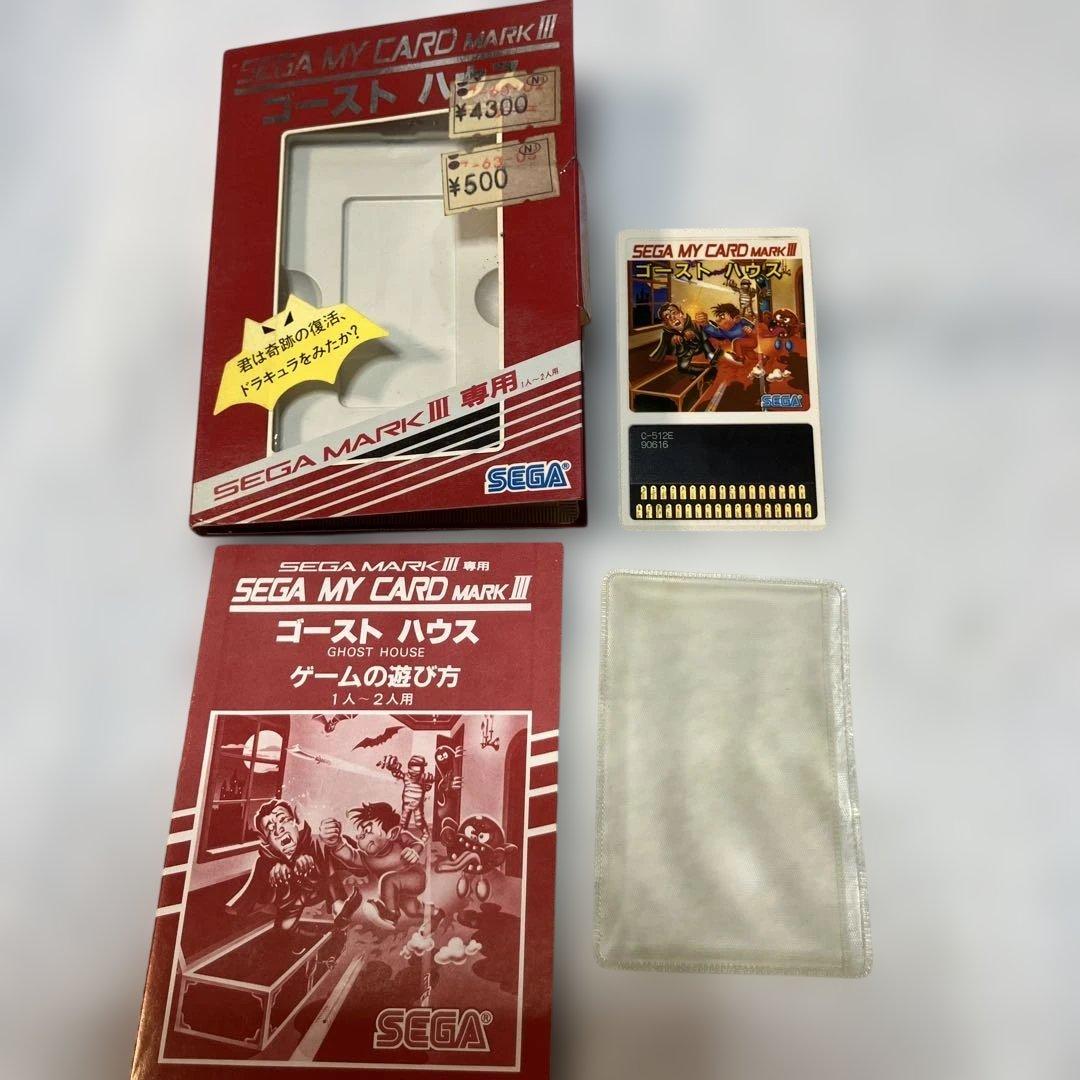 SEGA MY CARD MARK III
ゴースト ハウス
¥4300
63-03
¥500
君は奇跡の復活、
ドラキュラをみたか?
SEGA MARK III 専用 1人~2人用
SEGA®
SEGA MY CARD MARK III
ゴースト ハウス
SEGA
C-512E
90616
SEGA MARK III 専用
SEGA MY CARD MARK III
ゴースト ハウス
GHOST HOUSE
ゲームの遊び方
1人~2人用
SEGA®